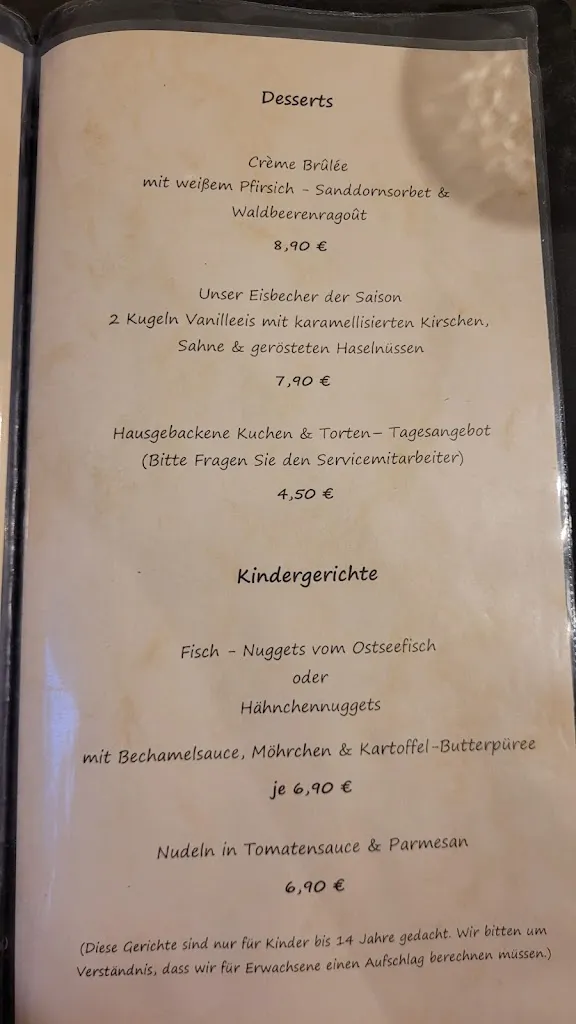 Desserts
Crème Brûlée
mit weißem Pfirsich - Sanddornsorbet &
Waldbeerenragoût
8,90 €
Unser Eisbecher der Saison
2 Kugeln Vanilleeis mit karamellisierten Kirschen,
Sahne & gerösteten Haselnüssen
7,90 €
Hausgebackene Kuchen & Torten– Tagesangebot
(Bitte Fragen Sie den Servicemitarbeiter)
4,50 €
Kindergerichte
Fisch - Nuggets vom Ostseefisch
oder
Hähnchennuggets
mit Bechamelsauce, Möhrchen & Kartoffel-Butterpüree
je 6,90 €
Nudeln in Tomatensauce & Parmesan
6,90 €
(Diese Gerichte sind nur für Kinder bis 14 Jahre gedacht. Wir bitten um
Verständnis, dass wir für Erwachsene einen Aufschlag berechnen müssen.)